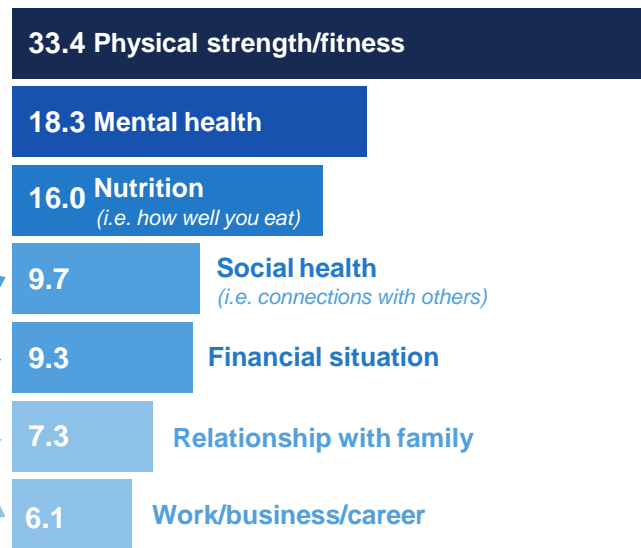 33.4 Physical strength/fitness
18.3 Mental health
16.0 Nutrition
(i.e. how well you eat)
9.7 Social health
(i.e. connections with others)
9.3 Financial situation
7.3 Relationship with family
6.1 Work/business/career